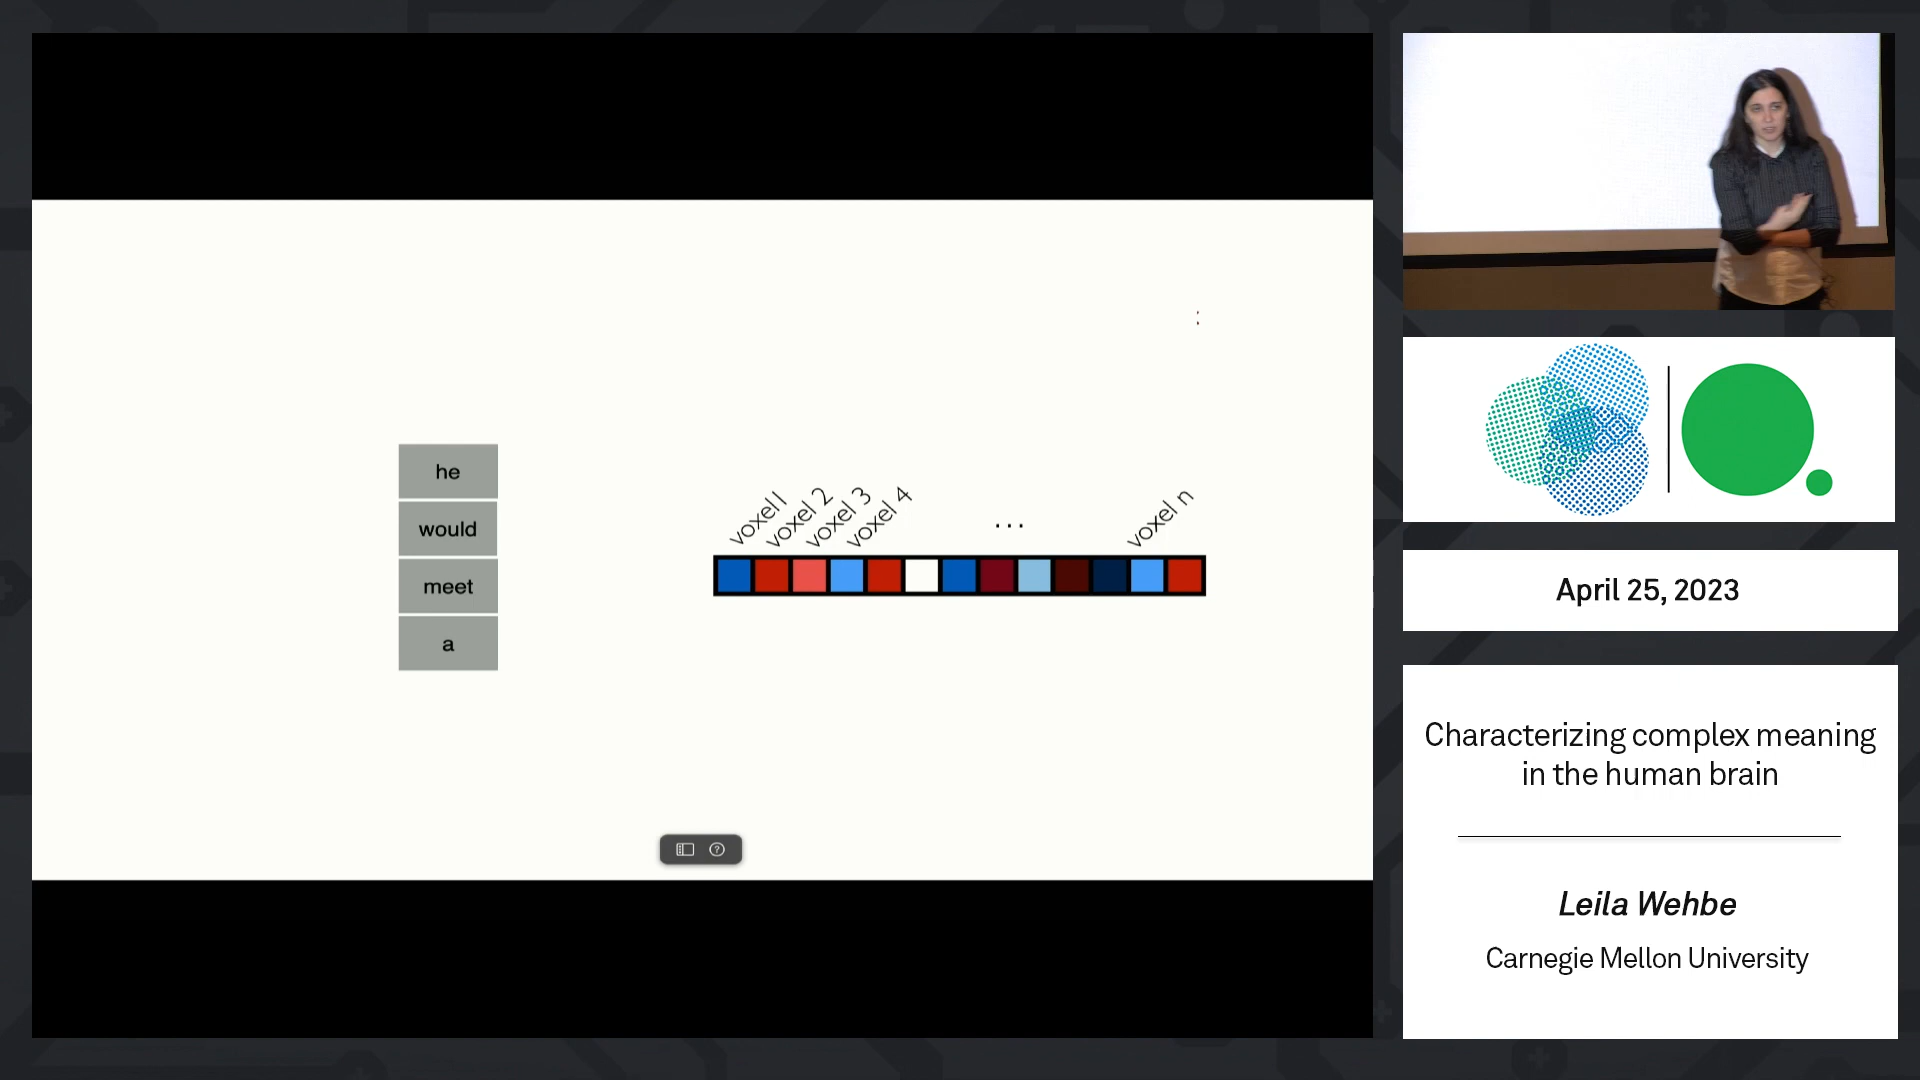 he
would
meet
a
voxel 1
voxel 2
voxel 3
voxel 4
...
voxel n
:
April 25, 2023
Characterizing complex meaning
in the human brain
Leila Wehbe
Carnegie Mellon University